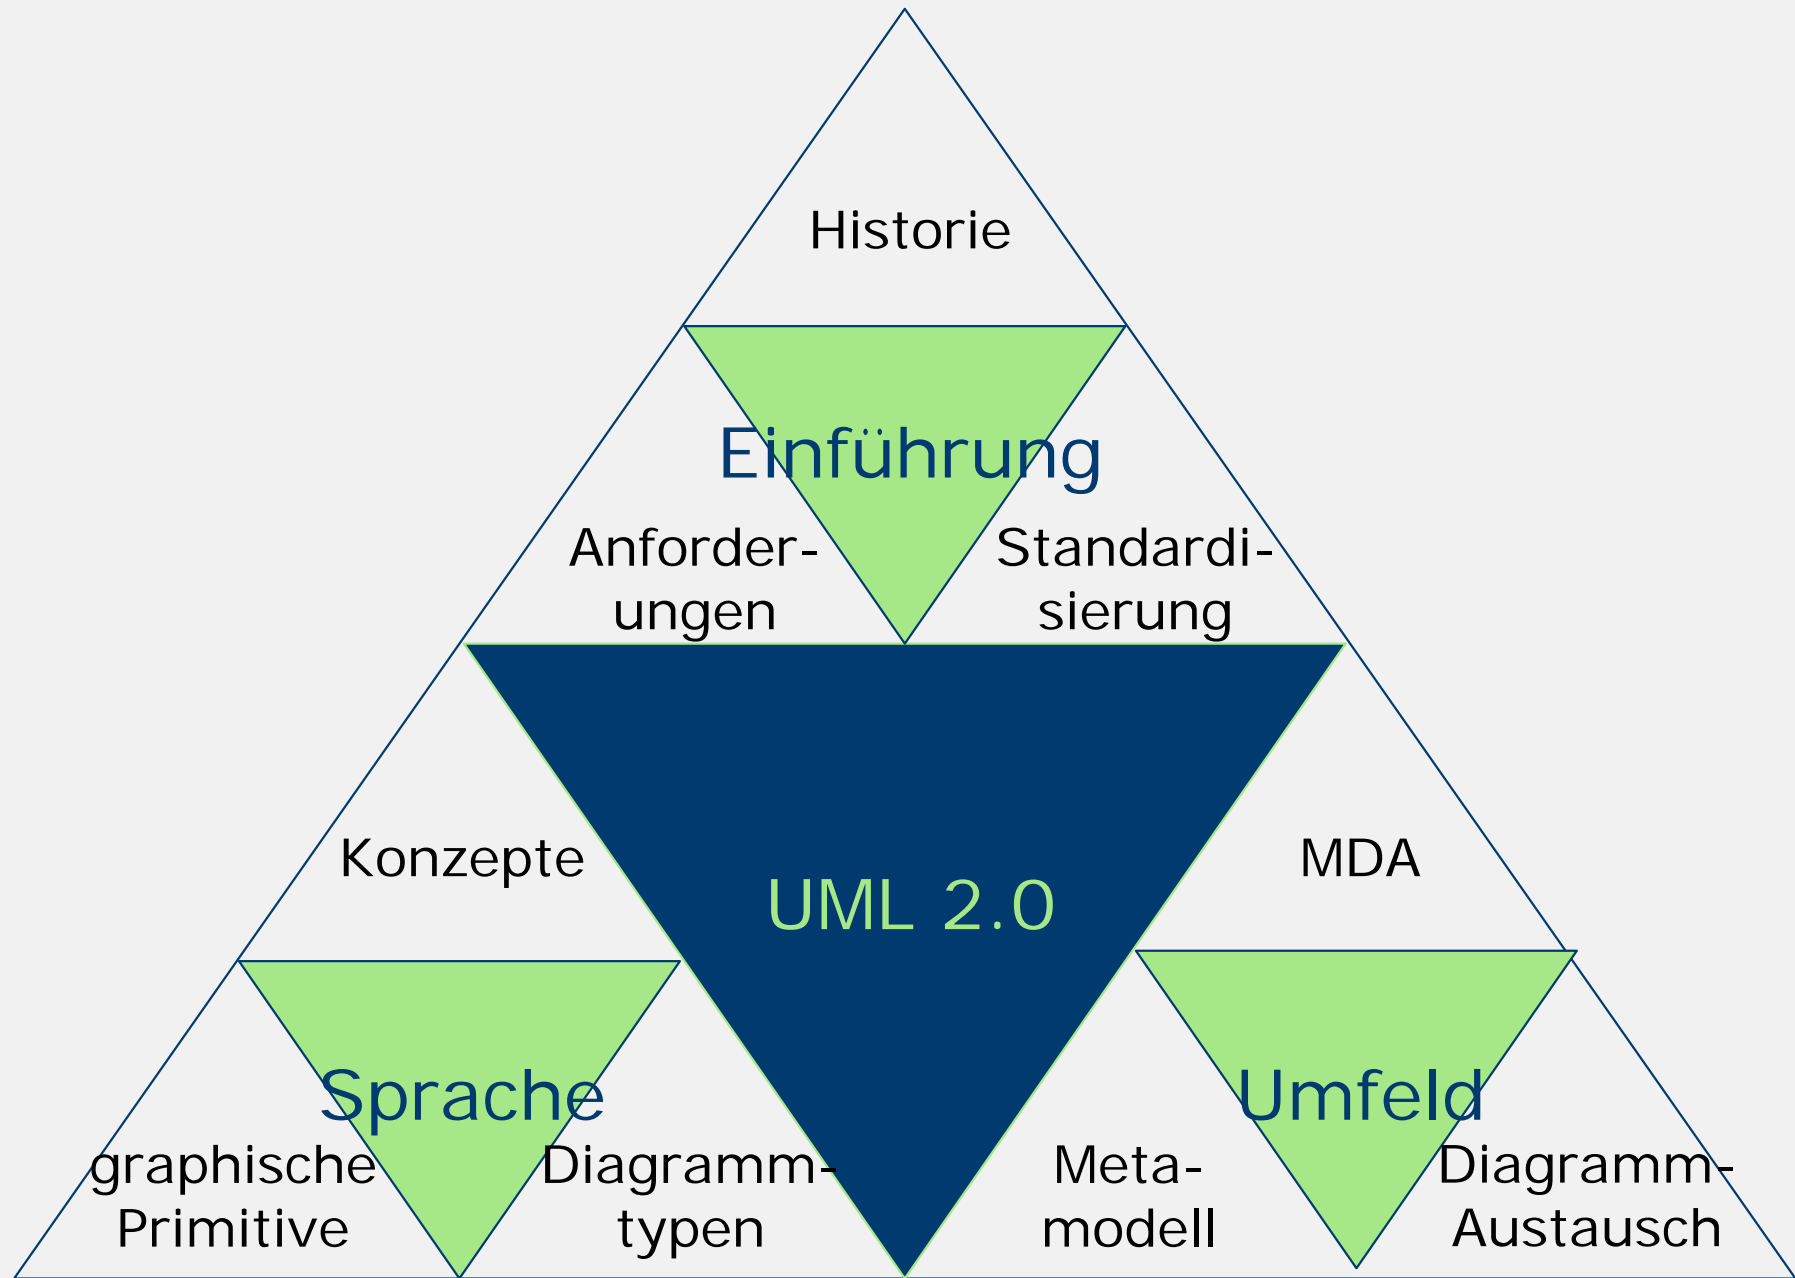 Historie
Einführung
Anforder-
ungen
Standardi-
sierung
Konzepte
UML 2.0
MDA
Sprache
Umfeld
graphische
Primitive
Diagramm-
typen
Meta-
modell
Diagramm-
Austausch